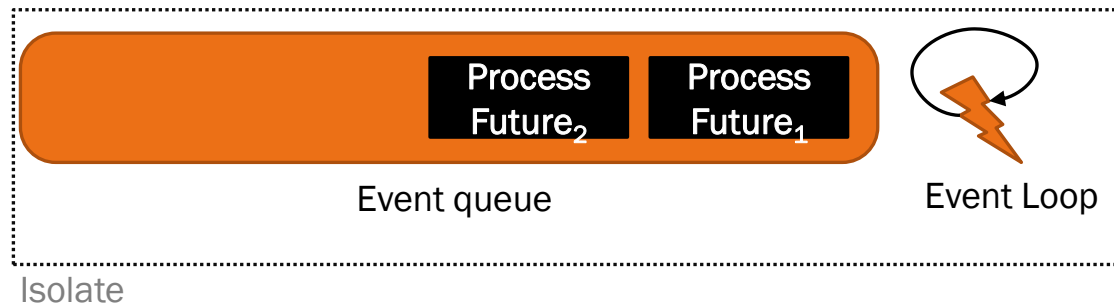 Process
Future₂
Process
Future₁
Event queue
Event Loop
Isolate